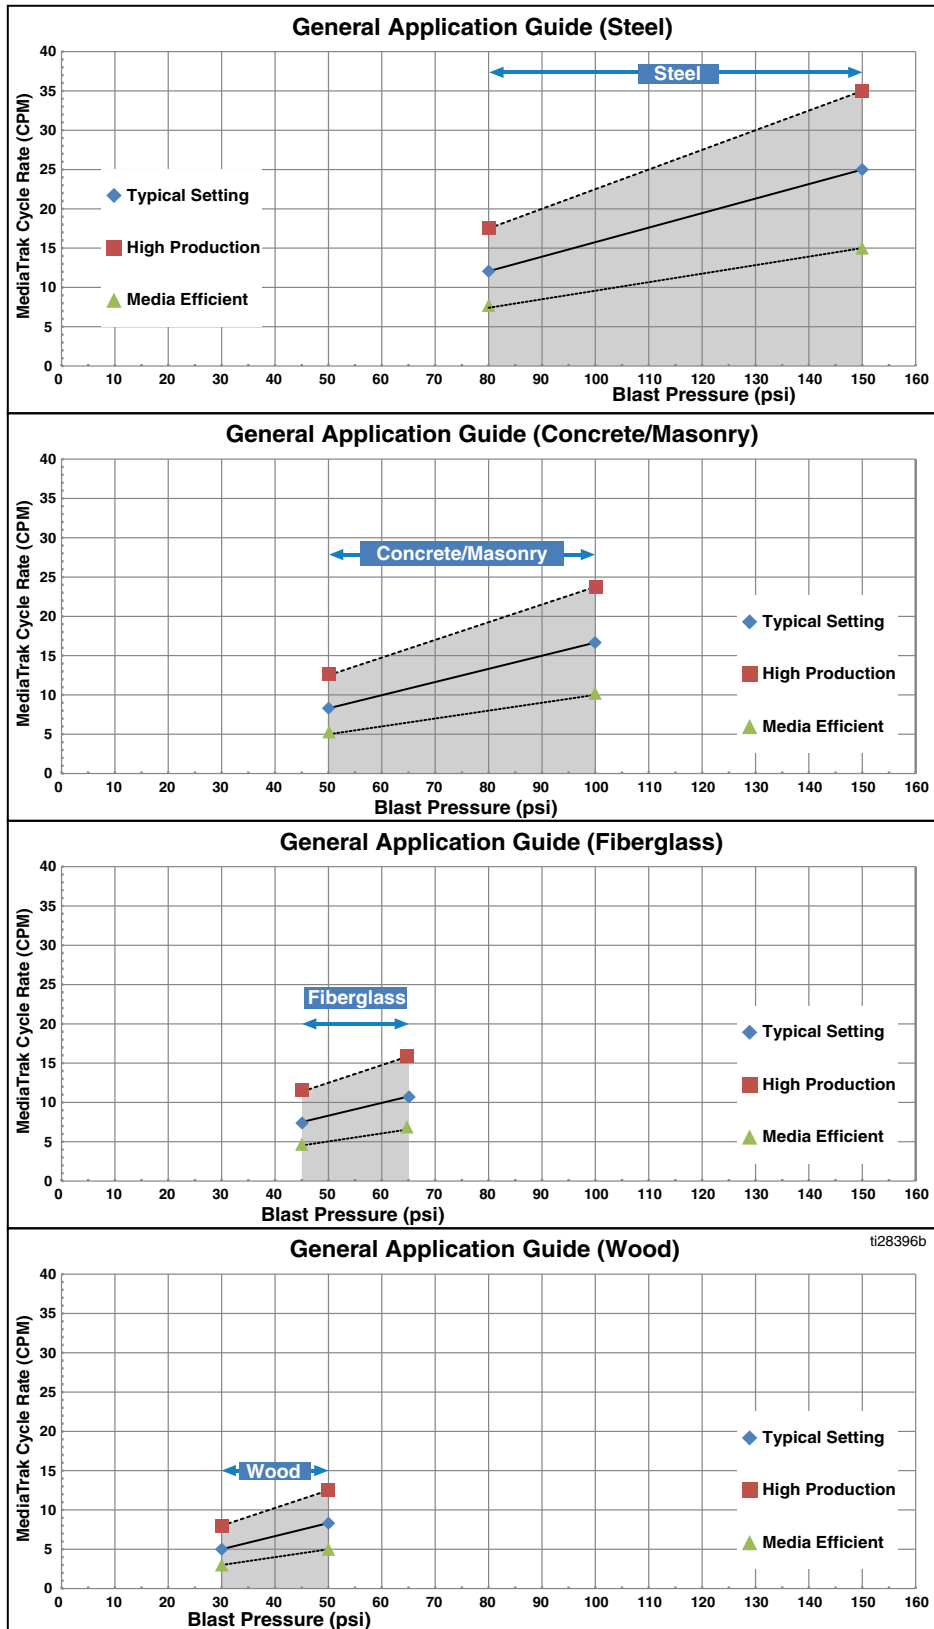 General Application Guide (Steel)
MediaTrak Cycle Rate (CPM)
40
35
30
25
20
15
10
5
0
Steel
Typical Setting
High Production
Media Efficient
0 10 20 30 40 50 60 70 80 90 100 110 120 130 140 150 160
Blast Pressure (psi)
General Application Guide (Concrete/Masonry)
MediaTrak Cycle Rate (CPM)
40
35
30
25
20
15
10
5
0
Concrete/Masonry
Typical Setting
High Production
Media Efficient
0 10 20 30 40 50 60 70 80 90 100 110 120 130 140 150 160
Blast Pressure (psi)
General Application Guide (Fiberglass)
MediaTrak Cycle Rate (CPM)
40
35
30
25
20
15
10
5
0
Fiberglass
Typical Setting
High Production
Media Efficient
0 10 20 30 40 50 60 70 80 90 100 110 120 130 140 150 160
Blast Pressure (psi)
General Application Guide (Wood)
ti28396b
MediaTrak Cycle Rate (CPM)
40
35
30
25
20
15
10
5
0
Wood
Typical Setting
High Production
Media Efficient
0 10 20 30 40 50 60 70 80 90 100 110 120 130 140 150 160
Blast Pressure (psi)